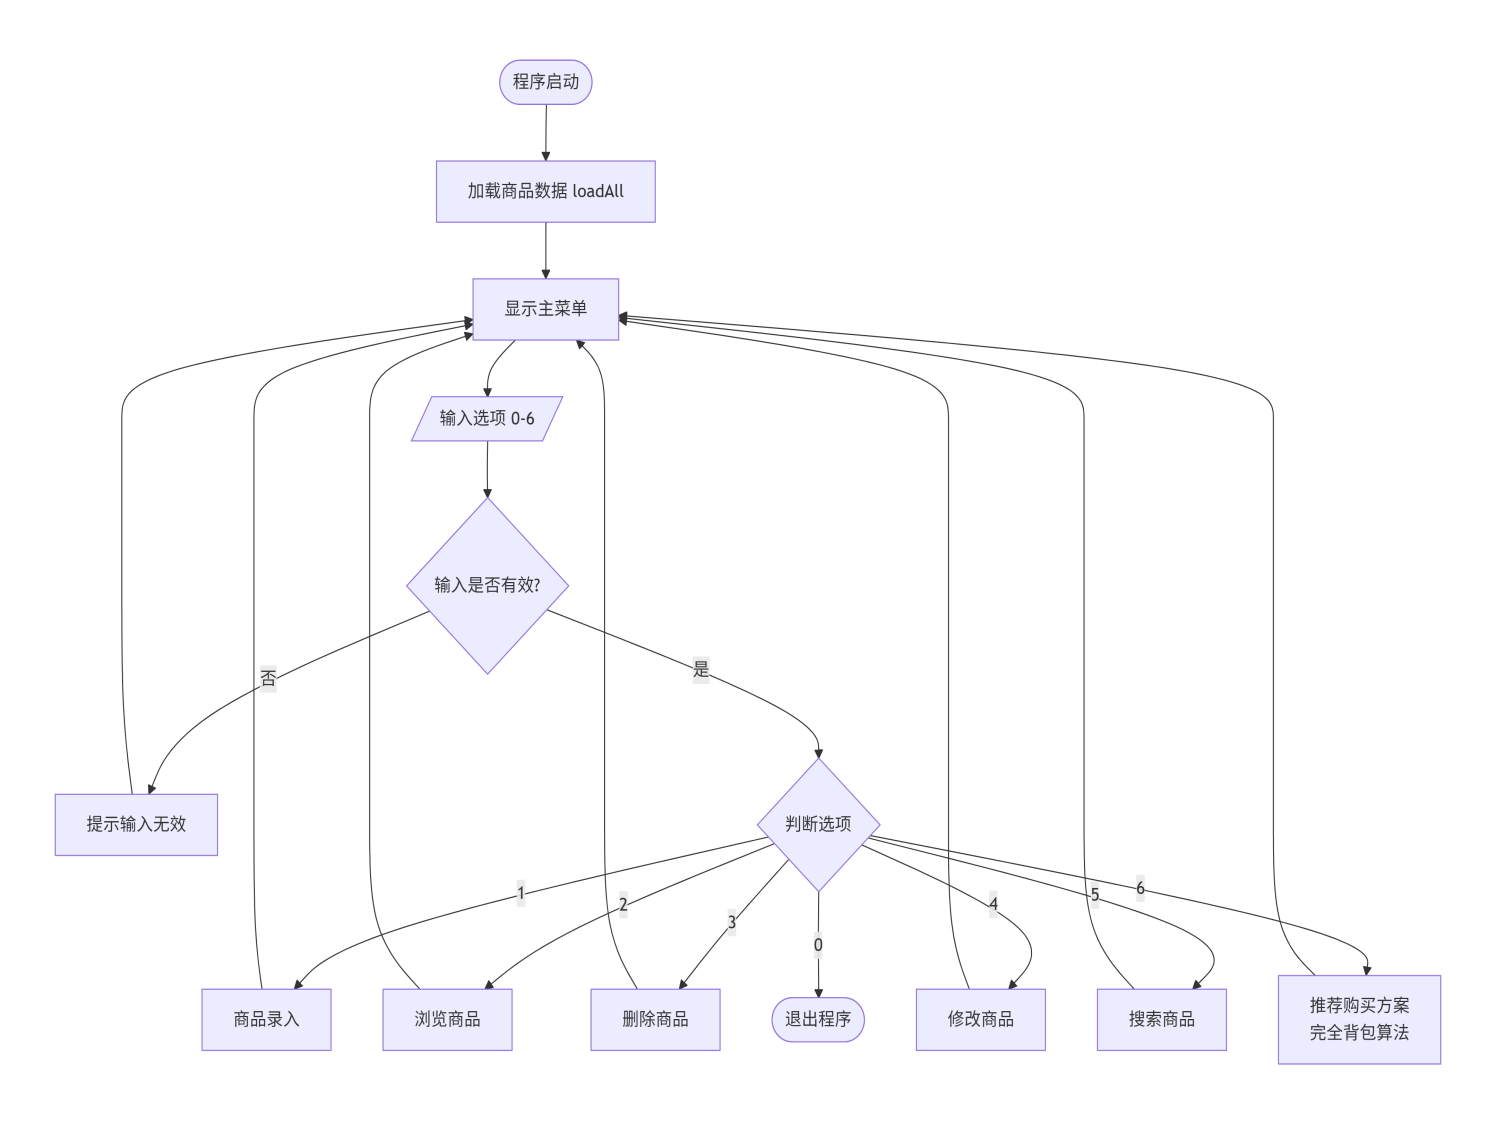 程序启动
加载商品数据 loadAll
显示主菜单
输入选项 0-6
输入是否有效?
否
是
提示输入无效
判断选项
1
2
3
0
4
5
6
商品录入
浏览商品
删除商品
退出程序
修改商品
搜索商品
推荐购买方案
完全背包算法